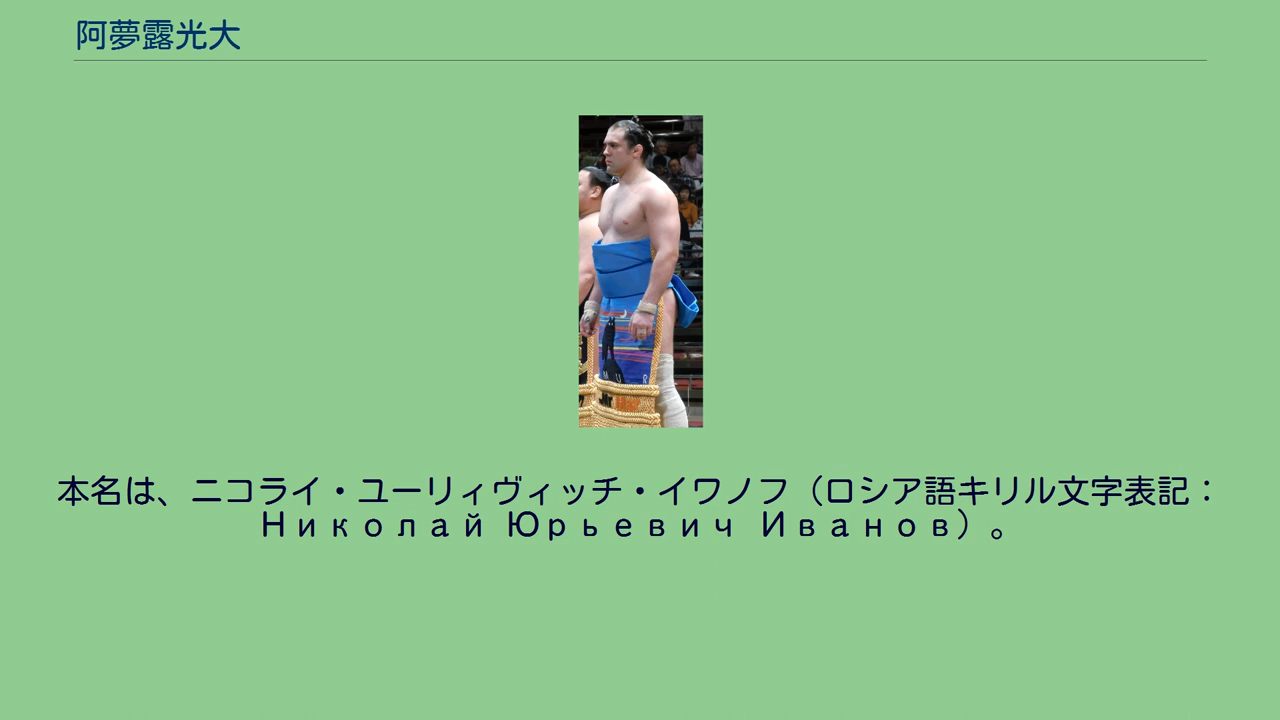 阿夢露光大
本名は、ニコライ・ユーリィヴィッチ・イワノフ（ロシア語キリル文字表記：
Николай Юрьевич Иванов）。